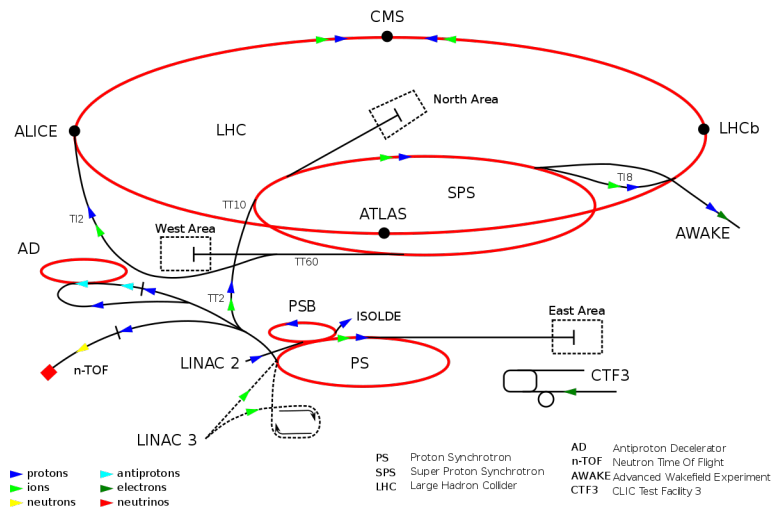 CMS
North Area
ALICE
LHC
LHCb
TI8
SPS
TT10
TI2
ATLAS
West Area
AWAKE
AD
TT60
TT2
PSB
ISOLDE
East Area
LINAC 2
PS
n-TOF
CTF3
LINAC 3
protons
ions
neutrons
antiprotons
electrons
neutrinos
PS Proton Synchrotron
SPS Super Proton Synchrotron
LHC Large Hadron Collider
AD Antiproton Decelerator
n-TOF Neutron Time Of Flight
AWAKE Advanced Wakefield Experiment
CTF3 CLIC Test Facility 3